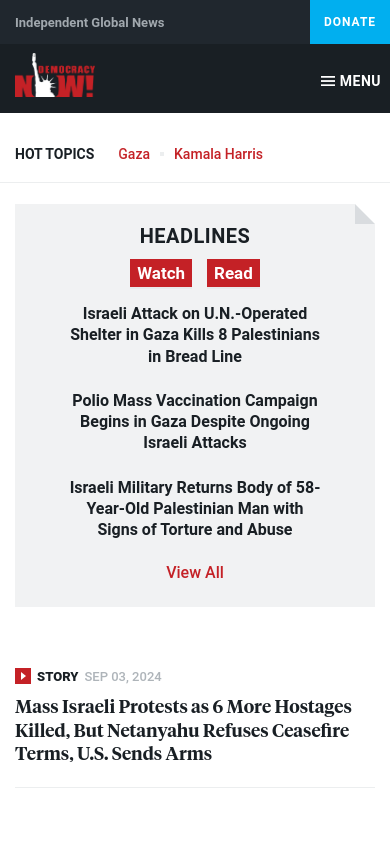 Independent Global News
DONATE
DEMOCRACY
NOW!
MENU
HOT TOPICS
Gaza
Kamala Harris
HEADLINES
Watch
Read
Israeli Attack on U.N.-Operated
Shelter in Gaza Kills 8 Palestinians
in Bread Line
Polio Mass Vaccination Campaign
Begins in Gaza Despite Ongoing
Israeli Attacks
Israeli Military Returns Body of 58-
Year-Old Palestinian Man with
Signs of Torture and Abuse
View All
STORY SEP 03, 2024
Mass Israeli Protests as 6 More Hostages
Killed, But Netanyahu Refuses Ceasefire
Terms, U.S. Sends Arms